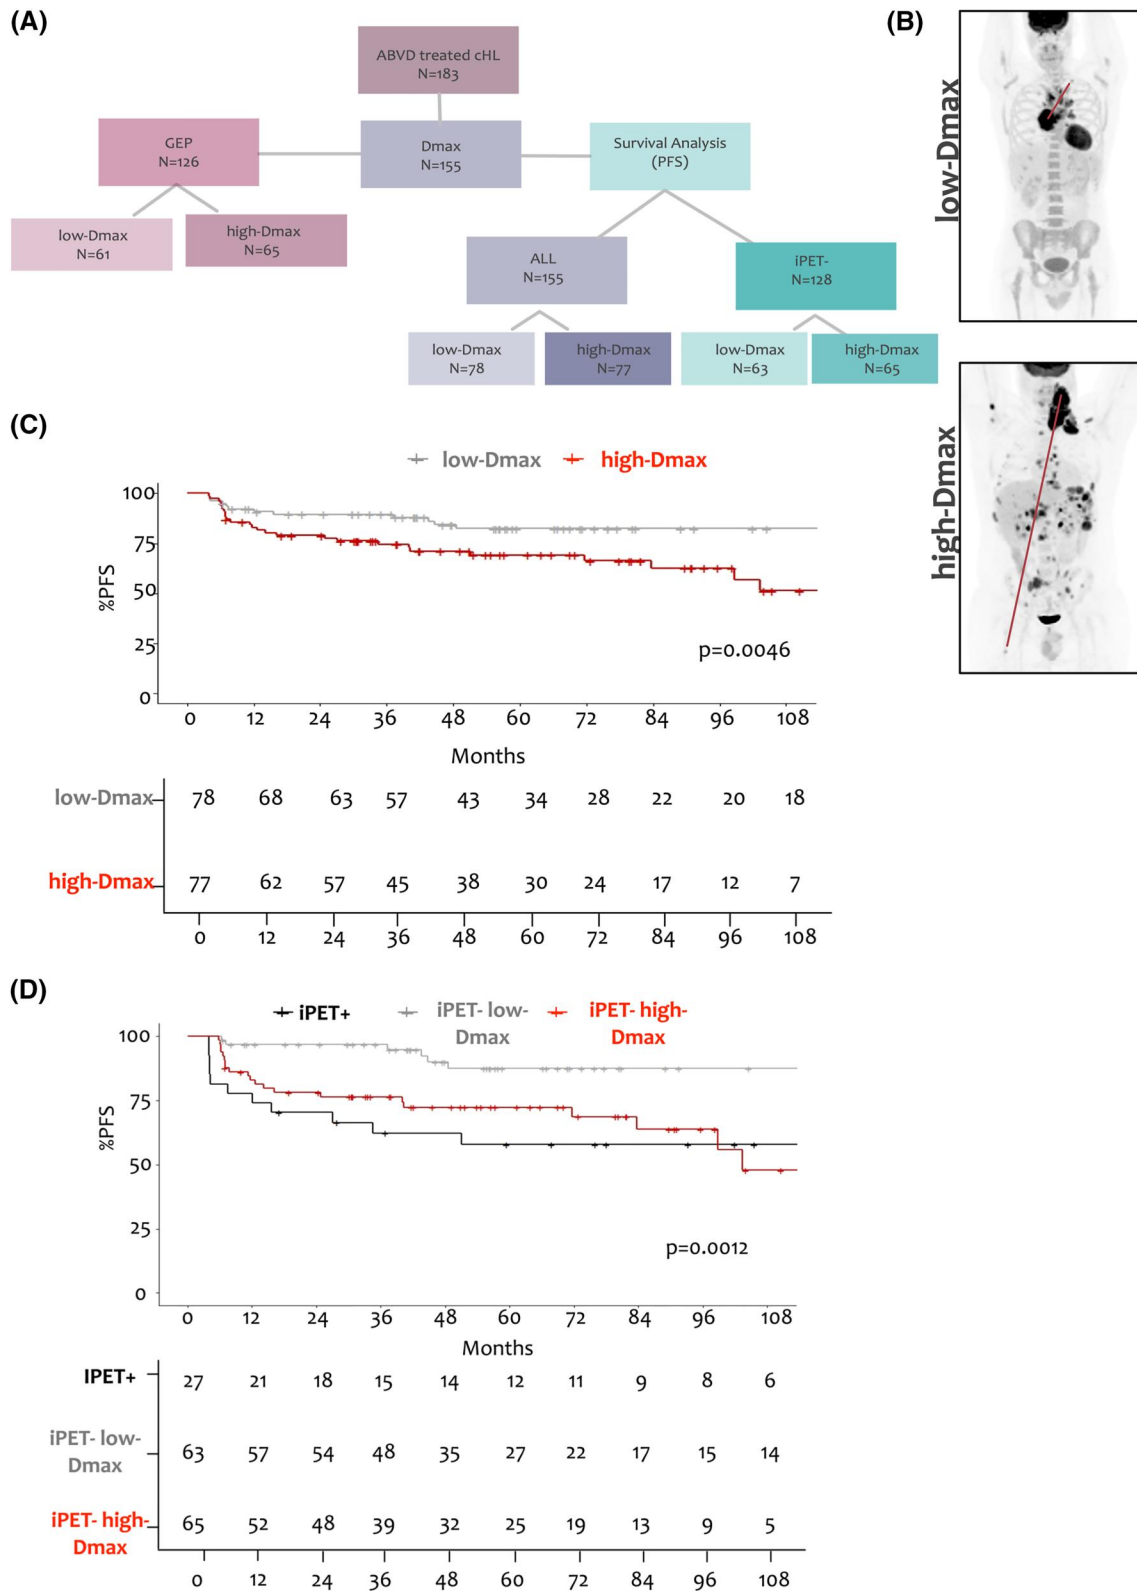 (A)
ABVD treated cHL
N=183
GEP
N=126
Dmax
N=155
Survival Analysis
(PFS)
low-Dmax
N=61
high-Dmax
N=65
ALL
N=155
iPET-
N=128
low-Dmax
N=78
high-Dmax
N=77
low-Dmax
N=63
high-Dmax
N=65
(B)
low-Dmax
high-Dmax
(C)
low-Dmax high-Dmax
100
75
50
25
0
%PFS
p=0.0046
0 12 24 36 48 60 72 84 96 108
Months
low-Dmax 78 68 63 57 43 34 28 22 20 18
high-Dmax 77 62 57 45 38 30 24 17 12 7
0 12 24 36 48 60 72 84 96 108
(D)
iPET+ iPET- low-Dmax iPET- high-Dmax
100
75
50
25
0
%PFS
p=0.0012
0 12 24 36 48 60 72 84 96 108
Months
IPET+ 27 21 18 15 14 12 11 9 8 6
iPET- low-
Dmax
63 57 54 48 35 27 22 17 15 14
iPET- high-
Dmax
65 52 48 39 32 25 19 13 9 5
0 12 24 36 48 60 72 84 96 108